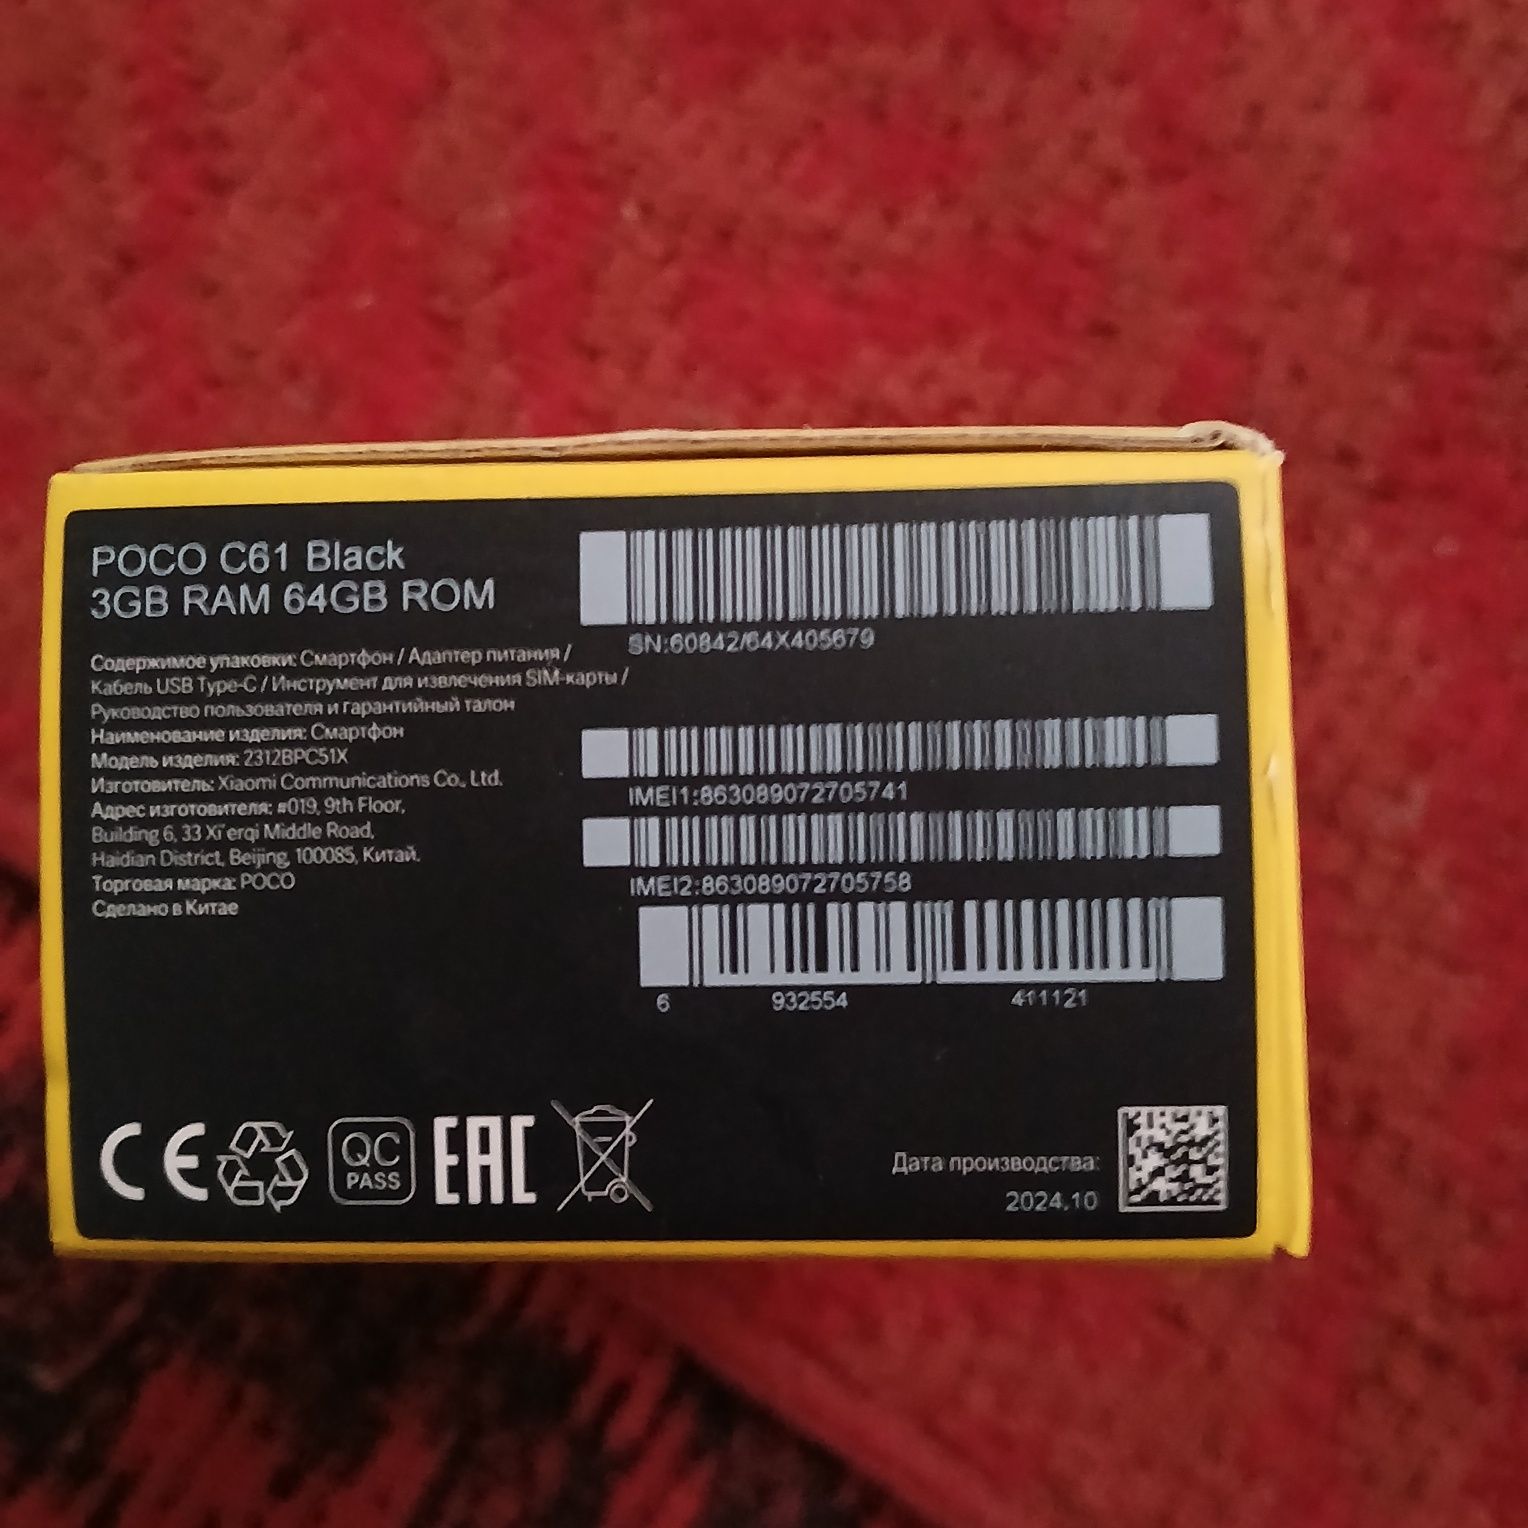 POCO C61 Black
3GB RAM 64GB ROM
Содержимое упаковки: Смартфон / Адаптер питания /
Кабель USB Type-C / Инструмент для извлечения SIM-карты /
Руководство пользователя и гарантийный талон
Наименование изделия: Смартфон
Модель изделия: 2312BPC51X
Изготовитель: Xiaomi Communications Co., Ltd.
Адрес изготовителя: #019, 9th Floor,
Building 6, 33 Xi'erqi Middle Road,
Haidian District, Beijing, 100085, Китай.
Торговая марка: POCO
Сделано в Китае
SN:60842/64X405679
IMEI1:863089072705741
IMEI2:863089072705758
6 932554 411121
CE
QC
PASS
EAC
Дата производства:
2024.10